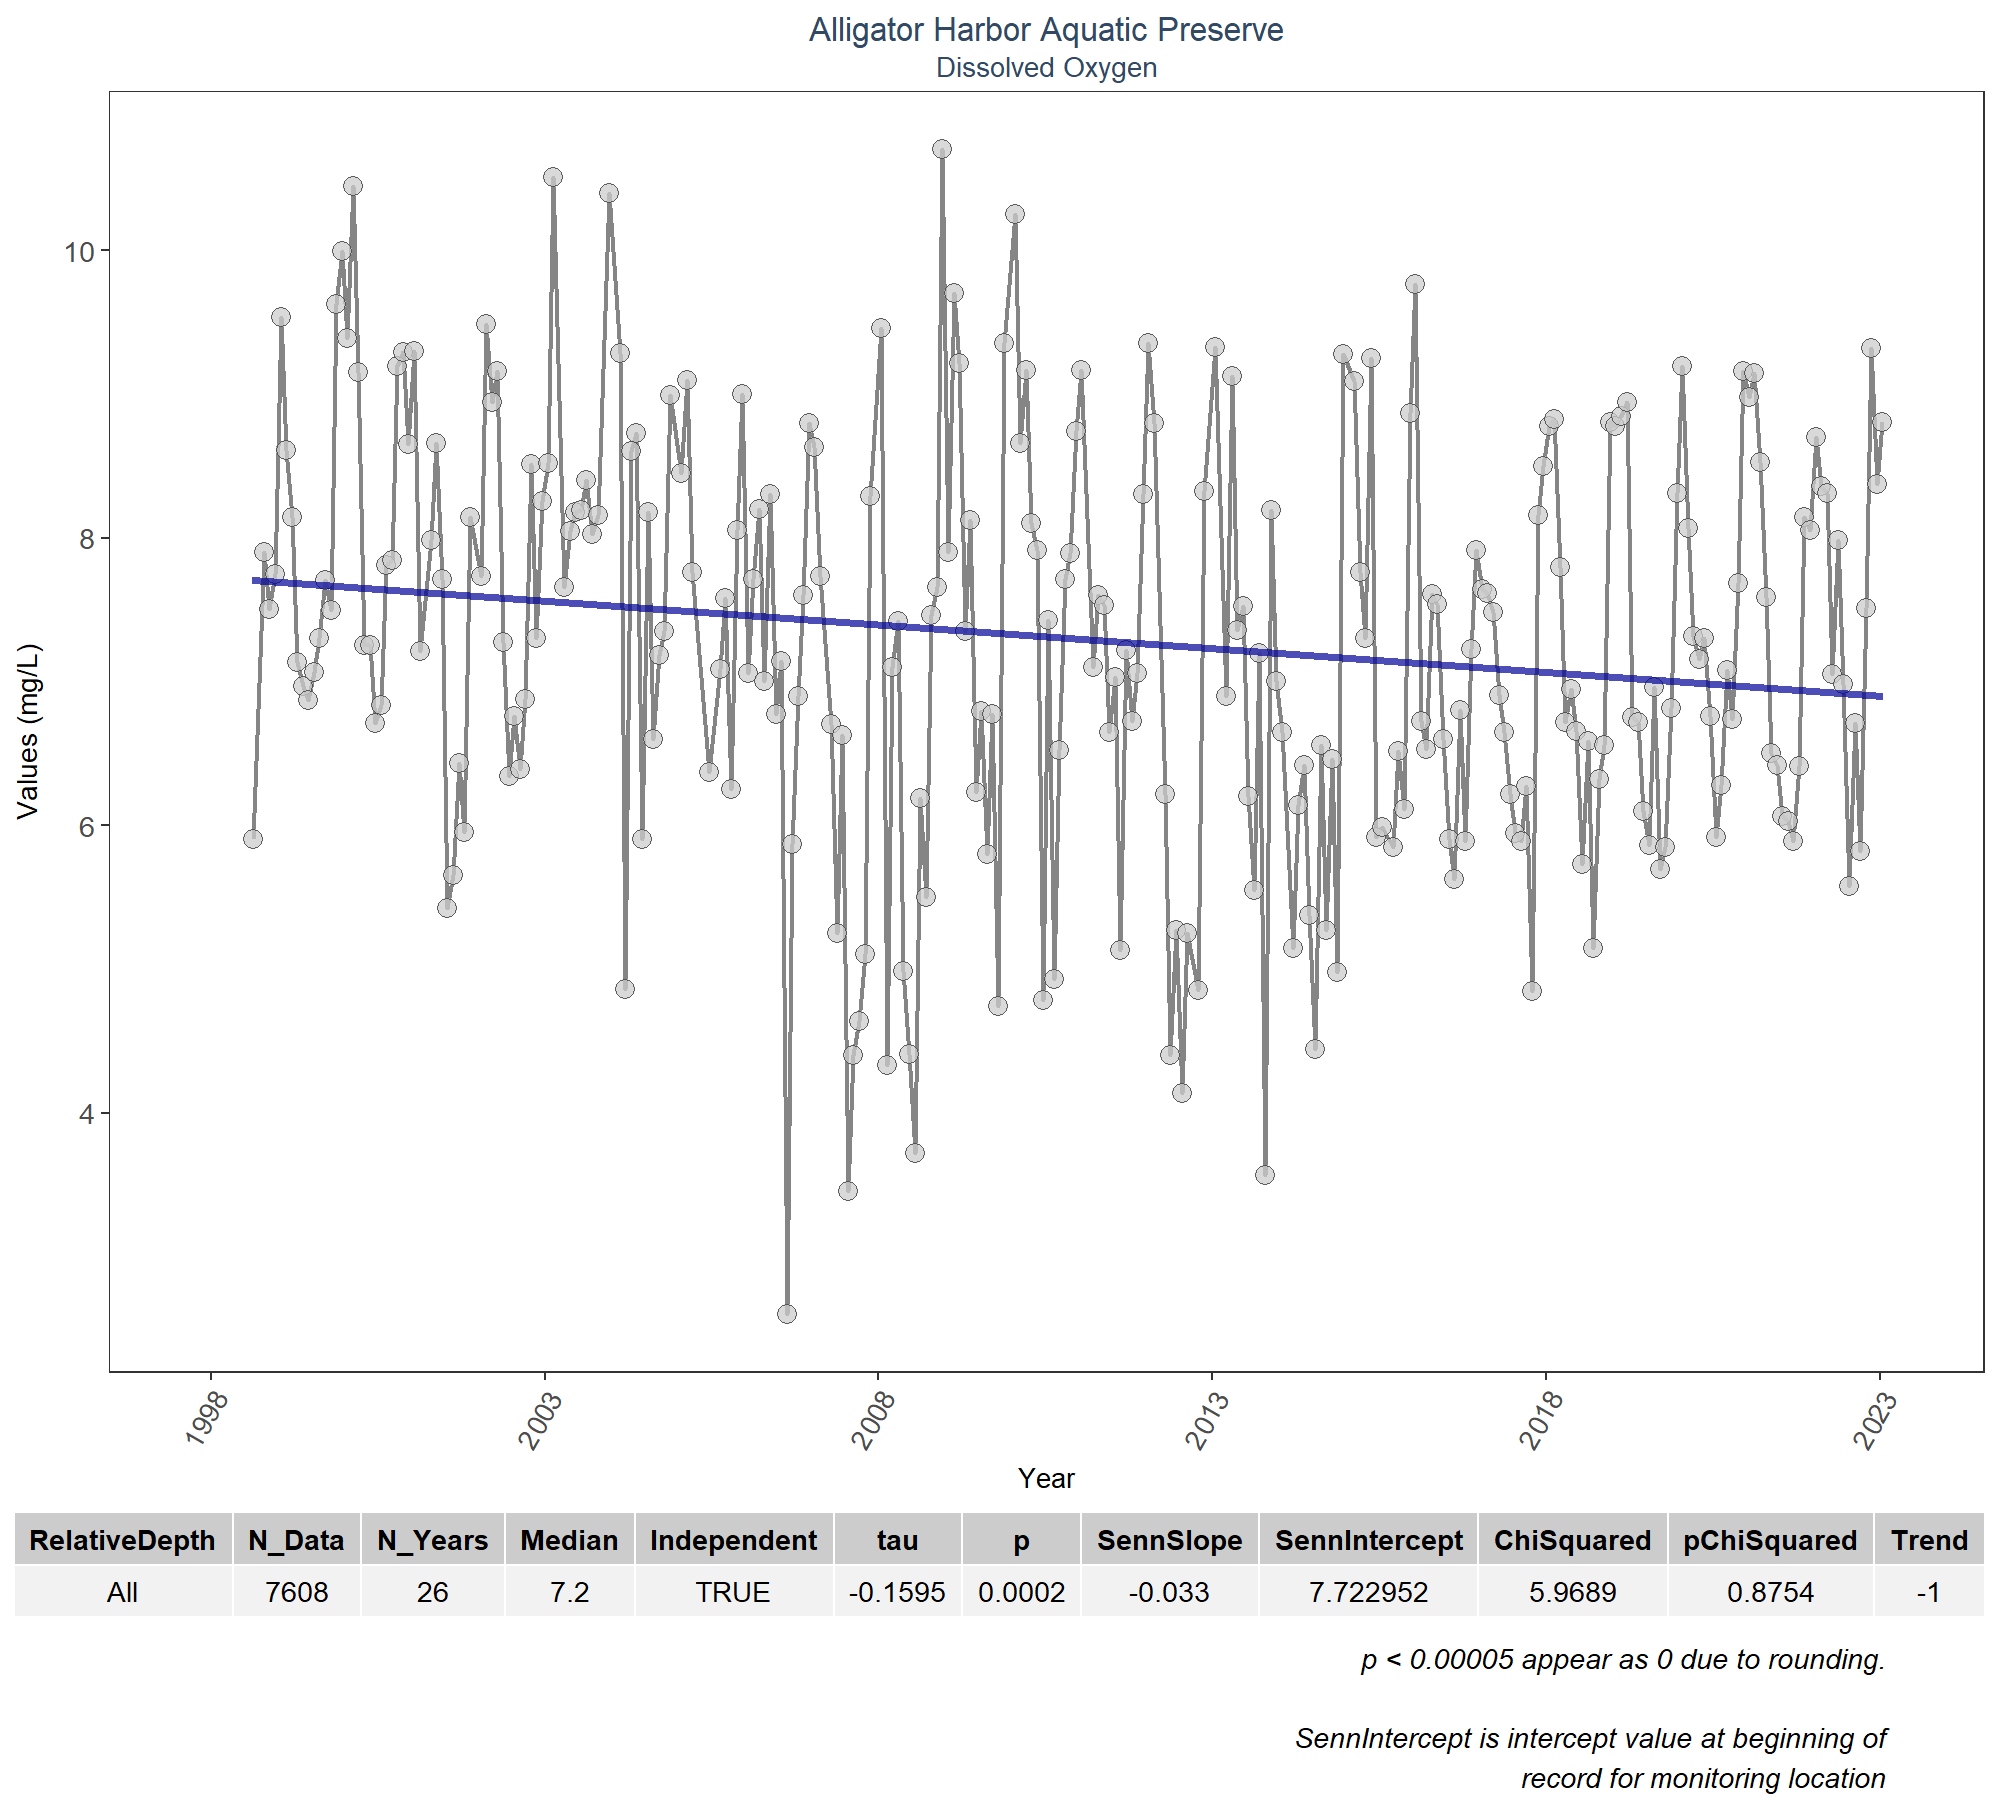 Alligator Harbor Aquatic Preserve
Dissolved Oxygen
Values (mg/L)
10
8
6
4
1998 2003 2008 2013 2018 2023
Year
RelativeDepth N_Data N_Years Median Independent tau p SennSlope SennIntercept ChiSquared pChiSquared Trend
All 7608 26 7.2 TRUE -0.1595 0.0002 -0.033 7.722952 5.9689 0.8754 -1
p < 0.00005 appear as 0 due to rounding.
SennIntercept is intercept value at beginning of
record for monitoring location